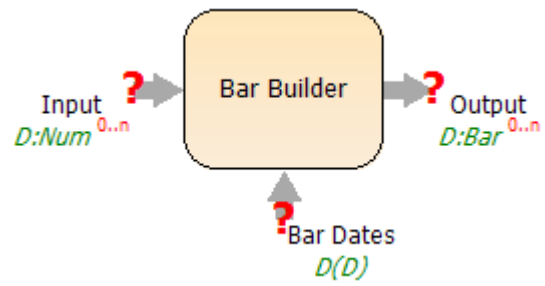 Bar Builder
?
?
Input
D:Num 0..n
Output
D:Bar 0..n
?
Bar Dates
D(D)